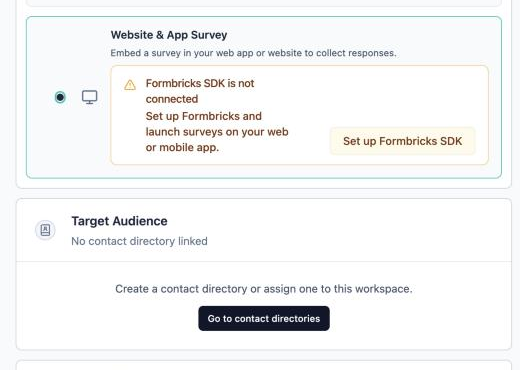 Website & App Survey
Embed a survey in your web app or website to collect responses.
Formbricks SDK is not
connected
Set up Formbricks and
launch surveys on your web
or mobile app.
Set up Formbricks SDK
Target Audience
No contact directory linked
Create a contact directory or assign one to this workspace.
Go to contact directories